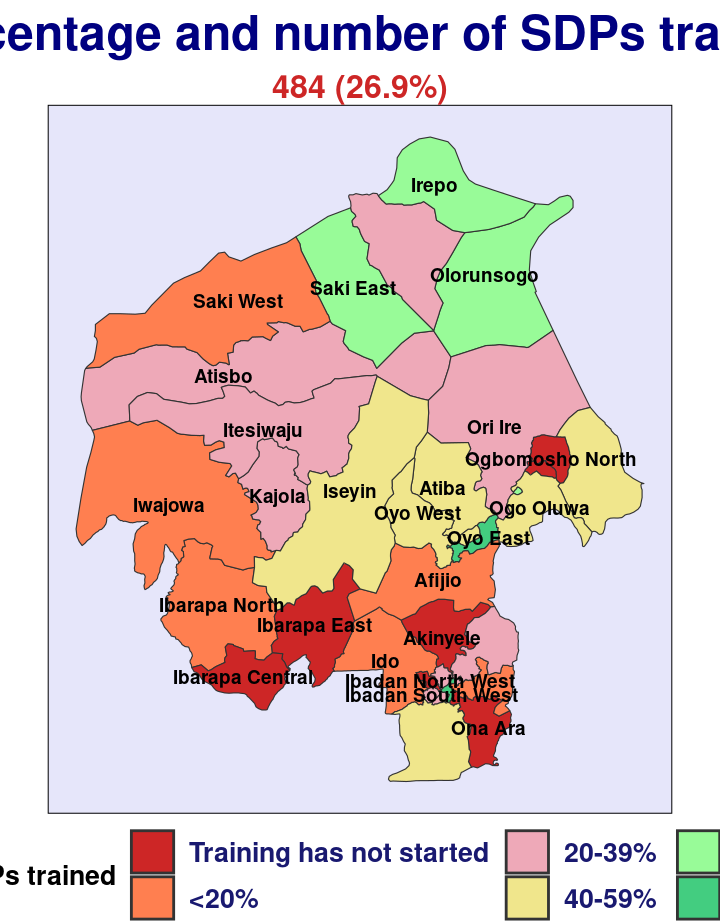 centage and number of SDPs tra
484 (26.9%)
Irepo
Olorunsogo
Saki East
Saki West
Atisbo
Ori Ire
Itesiwaju
Ogbomosho North
Atiba
Iseyin
Kajola
Iwajowa
Ogo Oluwa
Oyo West
Oyo East
Afijio
Ibarapa North
Ibarapa East
Akinyele
Ido
Ibarapa Central
Ibadan North West
Ibadan South West
Ona Ara
Training has not started
20-39%
Ps trained
<20%
40-59%